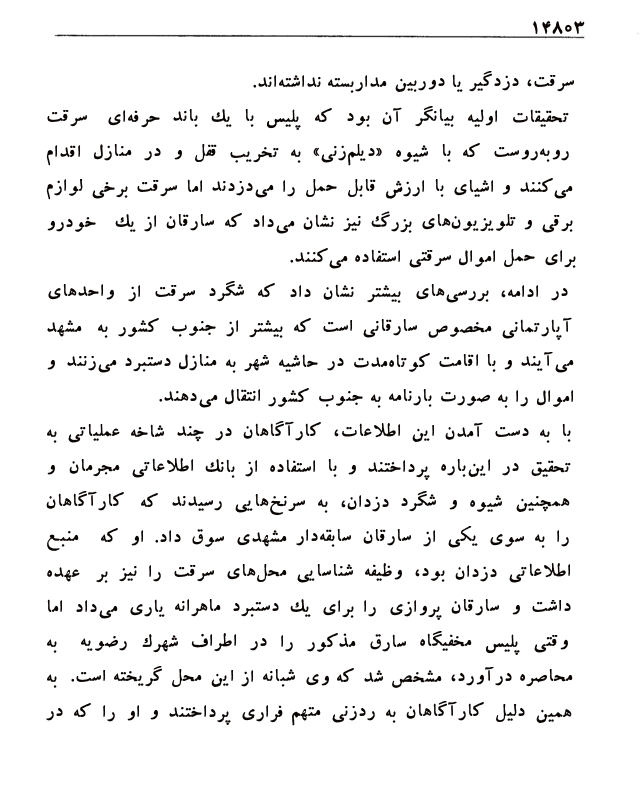 ۱۴۸۰۳
سرقت، دزدگیر یا دوربین مداربسته نداشته‌اند.
تحقیقات اولیه بیانگر آن بود که پلیس با یك باند حرفه‌ای سرقت
روبه‌روست که با شیوه «دیلم‌زنی» به تخریب قفل و در منازل اقدام
می‌کنند و اشیای با ارزش قابل حمل را می‌دزدند اما سرقت برخی لوازم
برقی و تلویزیون‌های بزرگ نیز نشان می‌داد که سارقان از یك خودرو
برای حمل اموال سرقتی استفاده می‌کنند.
در ادامه، بررسی‌های بیشتر نشان داد که شگرد سرقت از واحدهای
آپارتمانی مخصوص سارقانی است که بیشتر از جنوب کشور به مشهد
می‌آیند و با اقامت کوتاه‌مدت در حاشیه شهر به منازل دستبرد می‌زنند و
اموال را به صورت بارنامه به جنوب کشور انتقال می‌دهند.
با به دست آمدن این اطلاعات، کارآگاهان در چند شاخه عملیاتی به
تحقیق در این‌باره پرداختند و با استفاده از بانك اطلاعاتی مجرمان و
همچنین شیوه و شگرد دزدان، به سرنخ‌هایی رسیدند که کارآگاهان
را به سوی یکی از سارقان سابقه‌دار مشهدی سوق داد. او که منبع
اطلاعاتی دزدان بود، وظیفه شناسایی محل‌های سرقت را نیز بر عهده
داشت و سارقان پروازی را برای یك دستبرد ماهرانه یاری می‌داد اما
وقتی پلیس مخفیگاه سارق مذکور را در اطراف شهرك رضویه به
محاصره درآورد، مشخص شد که وی شبانه از این محل گریخته است. به
همین دلیل کارآگاهان به ردزنی متهم فراری پرداختند و او را که در